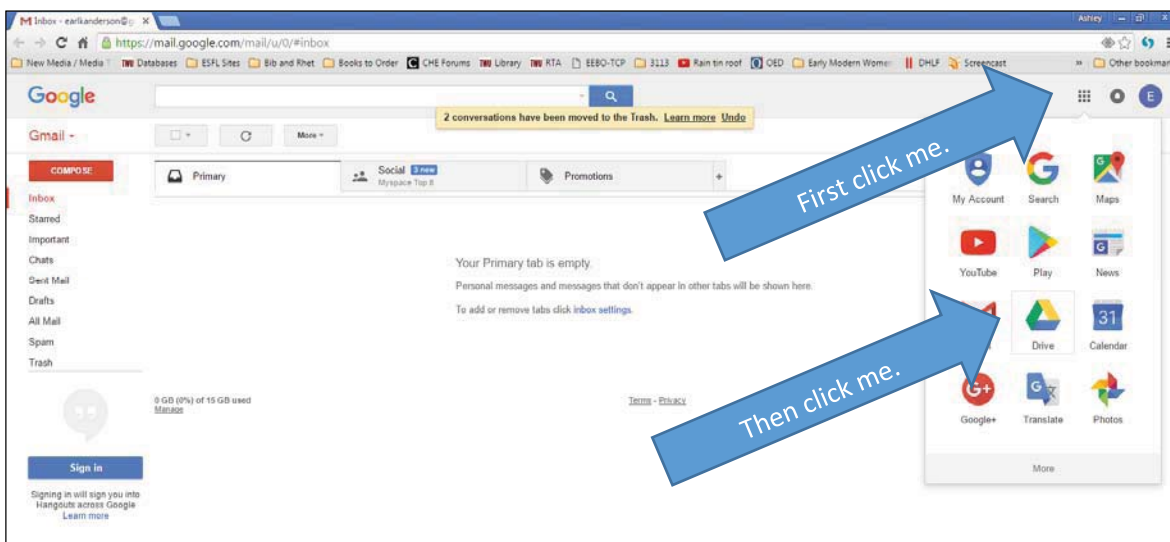 Inbox - earlkanderson@g
Ashley
https://mail.google.com/mail/u/0/#inbox
New Media / Media T TWU Databases ESFL Sites Bib and Rhet Books to Order CHE Forums TWU Library TWU RTA EEBO-TCP 3113 Rain tin roof OED Early Modern Women DHLF Screencast » Other bookmar
Google
2 conversations have been moved to the Trash. Learn more Undo
Gmail
More
COMPOSE
Primary
Social 3 new
Myspace Top 8
Promotions
+
E
Inbox
Starred
Important
Chats
Sent Mail
Drafts
All Mail
Spam
Trash
Your Primary tab is empty.
Personal messages and messages that don't appear in other tabs will be shown here.
To add or remove tabs click inbox settings.
0 GB (0%) of 15 GB used
Manage
Terms - Privacy
Sign in
Signing in will sign you into
Hangouts across Google
Learn more
First click me.
Then click me.
My Account Search Maps
YouTube Play News
31
Drive Calendar
Google+ Translate Photos
More